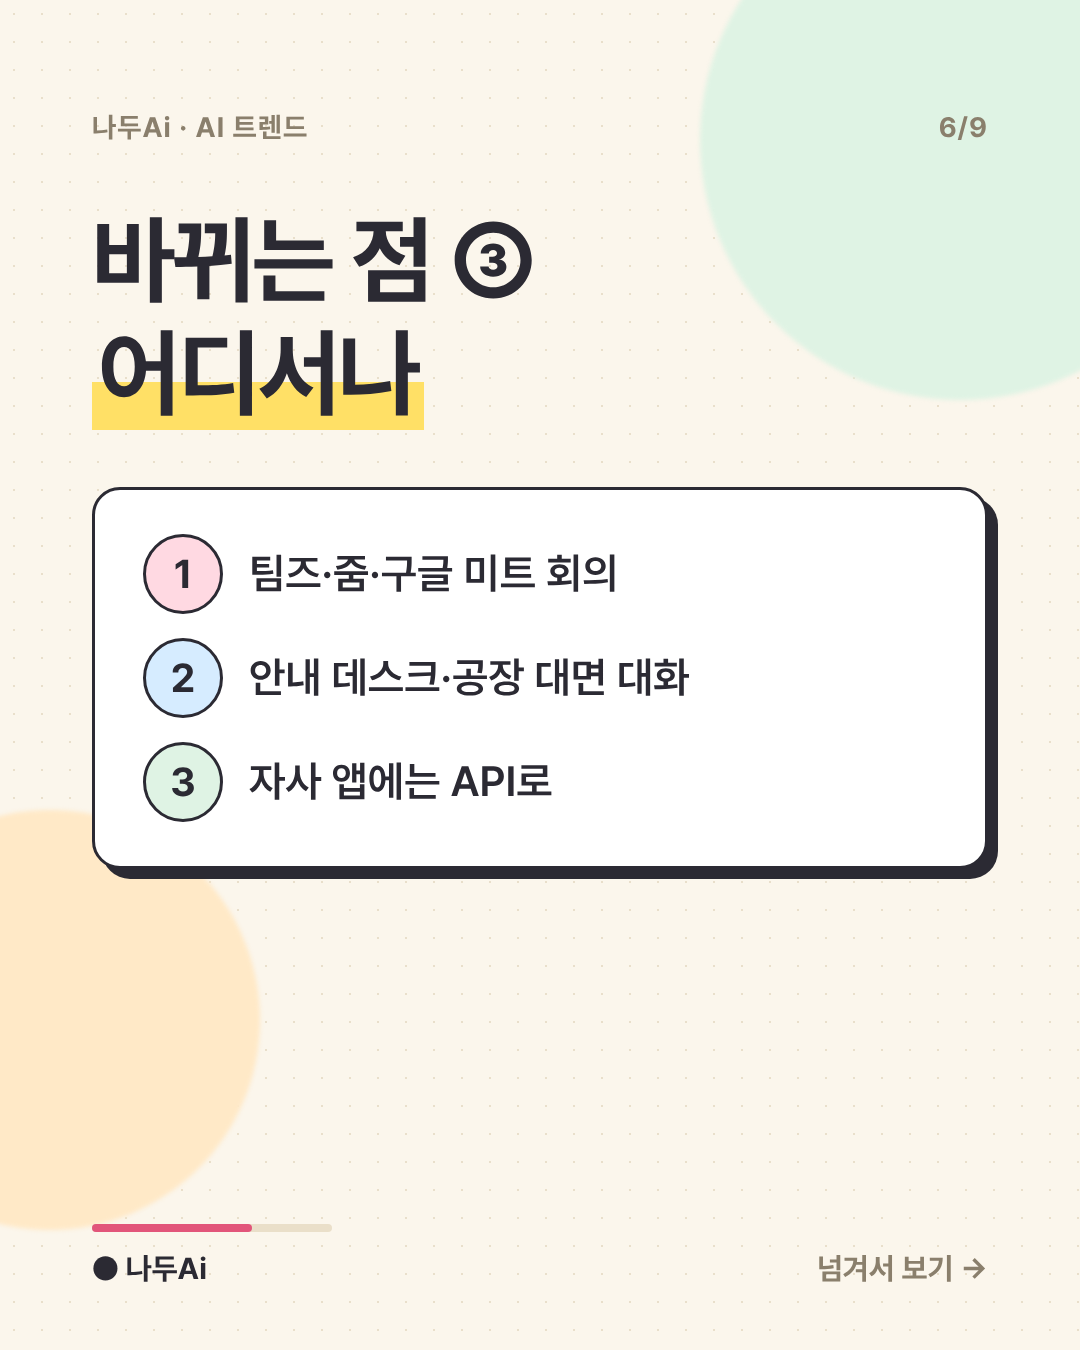 나두Ai · AI 트렌드
6/9
바뀌는 점 ③
어디서나
1 팀즈·줌·구글 미트 회의
2 안내 데스크·공장 대면 대화
3 자사 앱에는 API로
● 나두Ai
넘겨서 보기 →